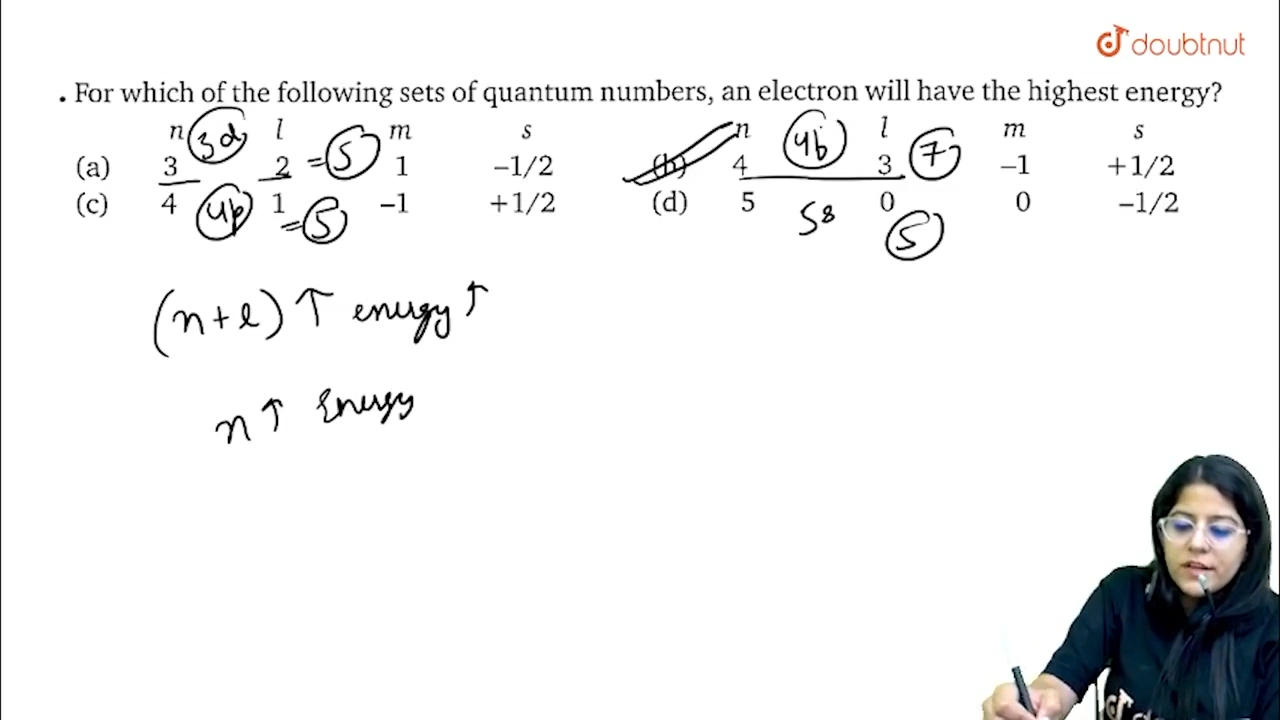 doubtnut
. For which of the following sets of quantum numbers, an electron will have the highest energy?
n 3d l m s n 4f l m s
(a) 3 2 = 5 1 –1/2 (b) 4 3 7 –1 +1/2
(c) 4 4p 1 = 5 –1 +1/2 (d) 5 5s 0 5 0 –1/2
(n+l) ↑ energy ↑
n ↑ Energy